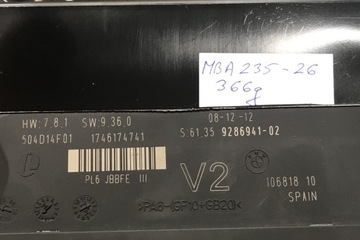 MBA 235-26
366g
HW:7.8.1 SW:9.36.0
08-12-12
504D14F01 1746174741
S:61.35 9286941-02
PL6 JBBFE III
V2
106818 10
SPAIN
>PA6-(GF10+GB20)<